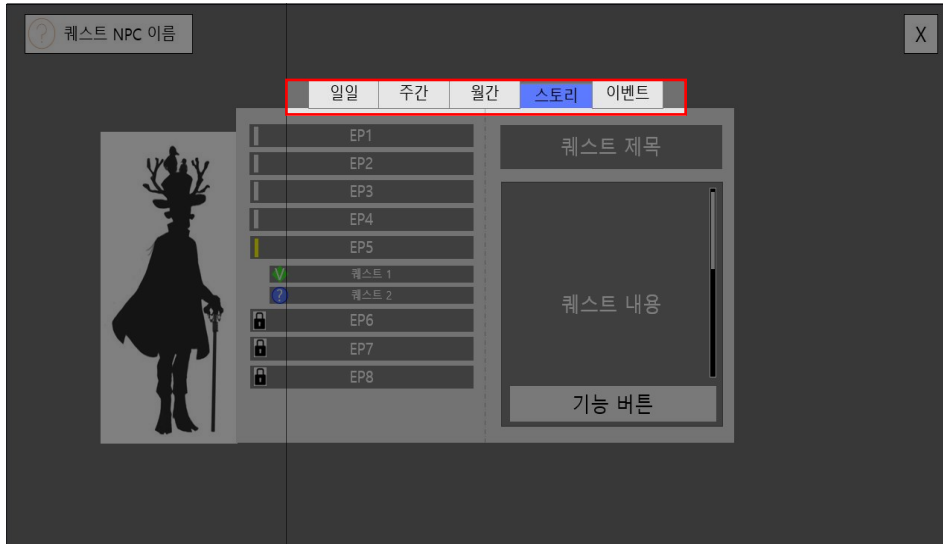 ? 퀘스트 NPC 이름
X
일일 주간 월간 스토리 이벤트
EP1
EP2
EP3
EP4
EP5
V 퀘스트 1
? 퀘스트 2
EP6
EP7
EP8
퀘스트 제목
퀘스트 내용
기능 버튼